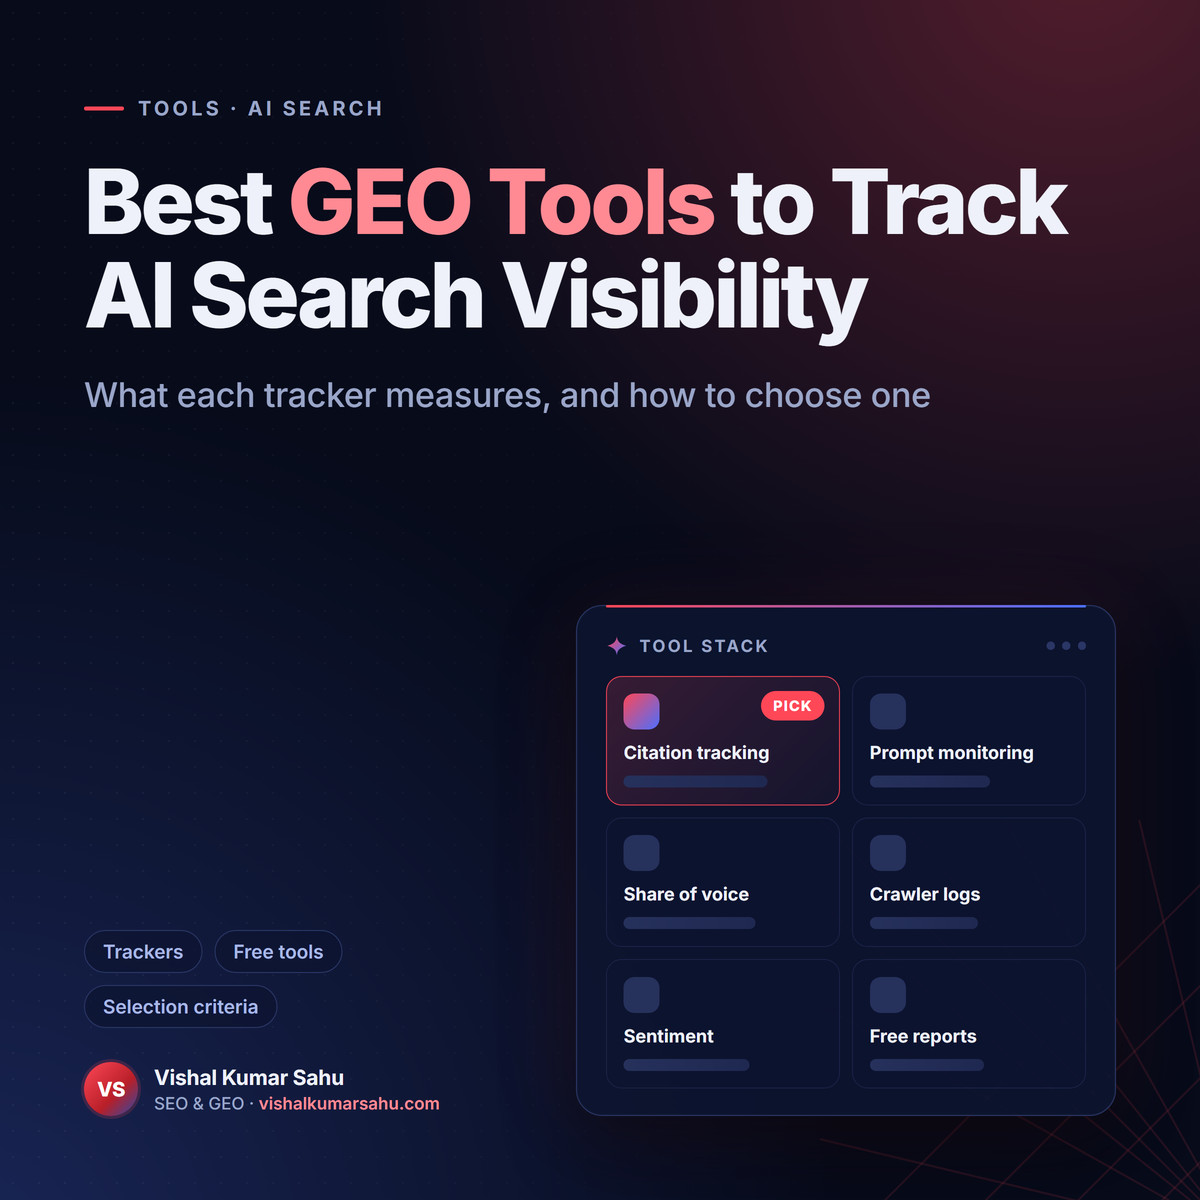 TOOLS · AI SEARCH
Best GEO Tools to Track
AI Search Visibility
What each tracker measures, and how to choose one
TOOL STACK
PICK
Citation tracking
Prompt monitoring
Share of voice
Crawler logs
Sentiment
Free reports
Trackers
Free tools
Selection criteria
VS
Vishal Kumar Sahu
SEO & GEO · vishalkumarsahu.com